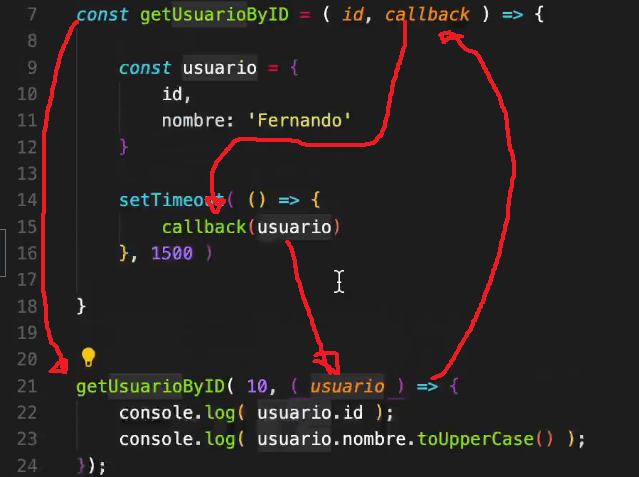 7 const getUsuarioByID = ( id, callback ) => {
8
9 const usuario = {
10 id,
11 nombre: 'Fernando'
12 }
13
14 setTimeout( () => {
15 callback(usuario)
16 }, 1500 )
17
18 }
19
20
21 getUsuarioByID( 10, ( usuario ) => {
22 console.log( usuario.id );
23 console.log( usuario.nombre.toUpperCase() );
24 });